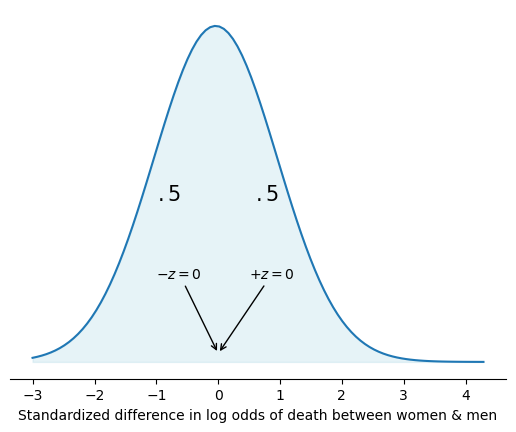 .5 .5
−z = 0 +z = 0
−3 −2 −1 0 1 2 3 4
Standardized difference in log odds of death between women & men